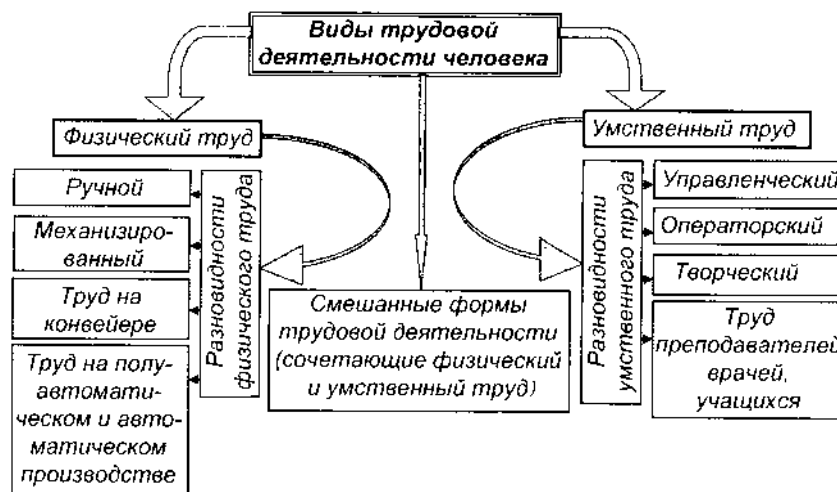 Виды трудовой
деятельности человека
Физический труд
Умственный труд
Ручной
Механизиро-
ванный
Труд на
конвейере
Труд на полу-
автомати-
ческом и авто-
матическом
производстве
Разновидности
физического труда
Смешанные формы
трудовой деятельности
(сочетающие физический
и умственный труд)
Разновидности
умственного труда
Управленческий
Операторский
Творческий
Труд
преподавателей,
врачей,
учащихся